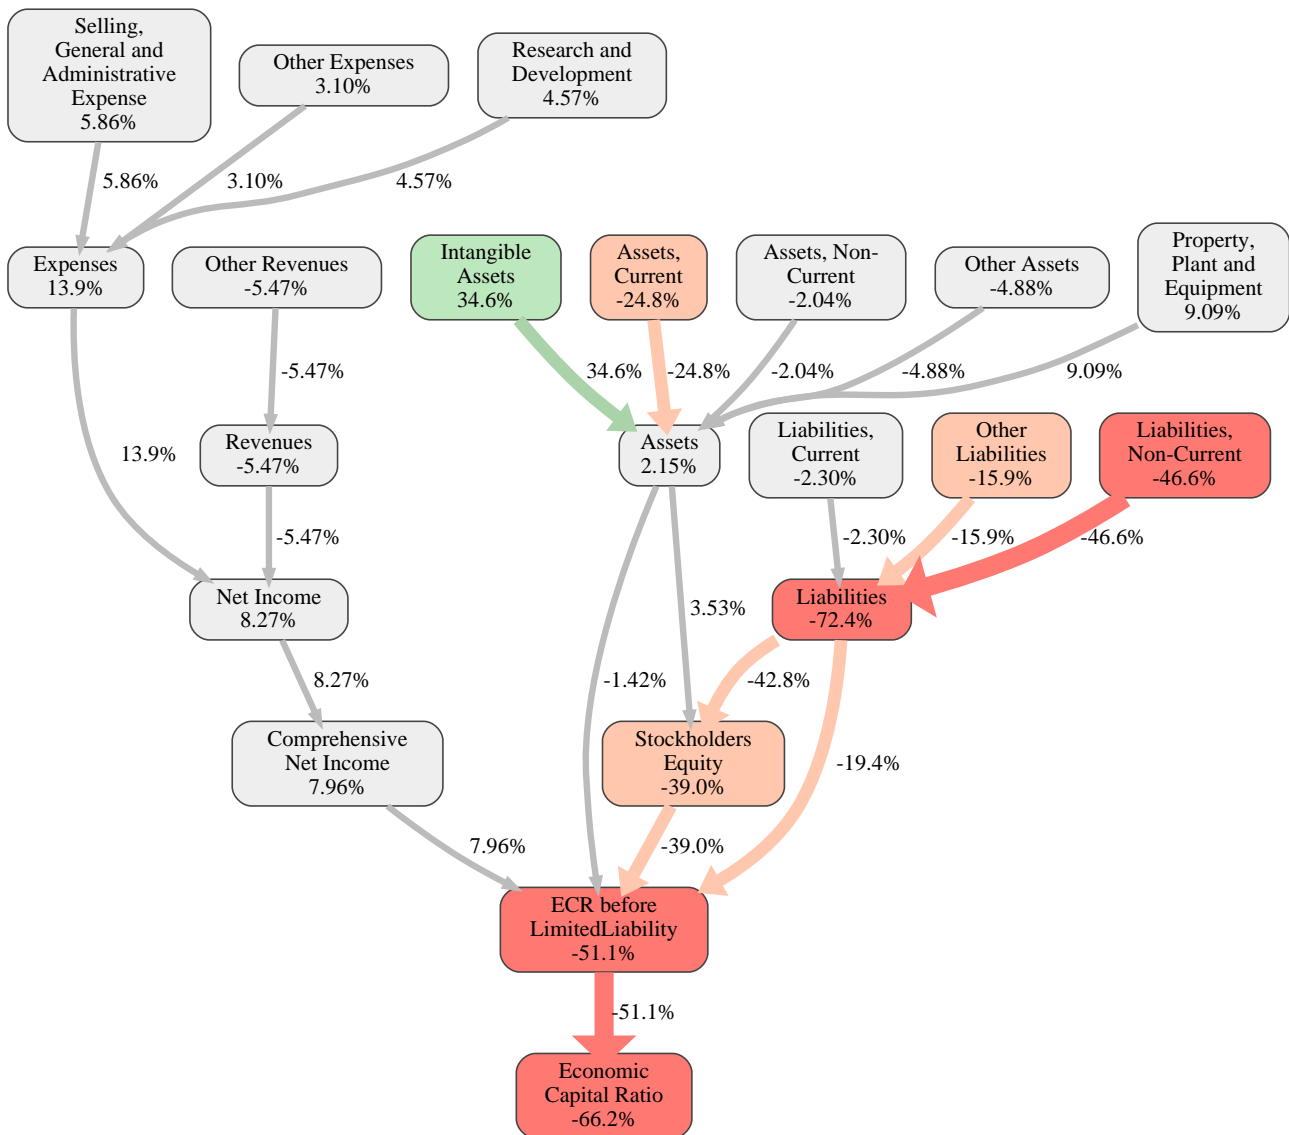 Selling,
General and
Administrative
Expense
5.86%
Other Expenses
3.10%
Research and
Development
4.57%
5.86%
3.10%
4.57%
Expenses
13.9%
Other Revenues
-5.47%
Intangible
Assets
34.6%
Assets,
Current
-24.8%
Assets, Non-
Current
-2.04%
Other Assets
-4.88%
Property,
Plant and
Equipment
9.09%
-5.47%
34.6%
-24.8%
-2.04%
-4.88%
9.09%
13.9%
Revenues
-5.47%
Assets
2.15%
Liabilities,
Current
-2.30%
Other
Liabilities
-15.9%
Liabilities,
Non-Current
-46.6%
-5.47%
-2.30%
-15.9%
-46.6%
Net Income
8.27%
3.53%
Liabilities
-72.4%
8.27%
-1.42%
-42.8%
Comprehensive
Net Income
7.96%
Stockholders
Equity
-39.0%
-19.4%
7.96%
-39.0%
ECR before
LimitedLiability
-51.1%
-51.1%
Economic
Capital Ratio
-66.2%